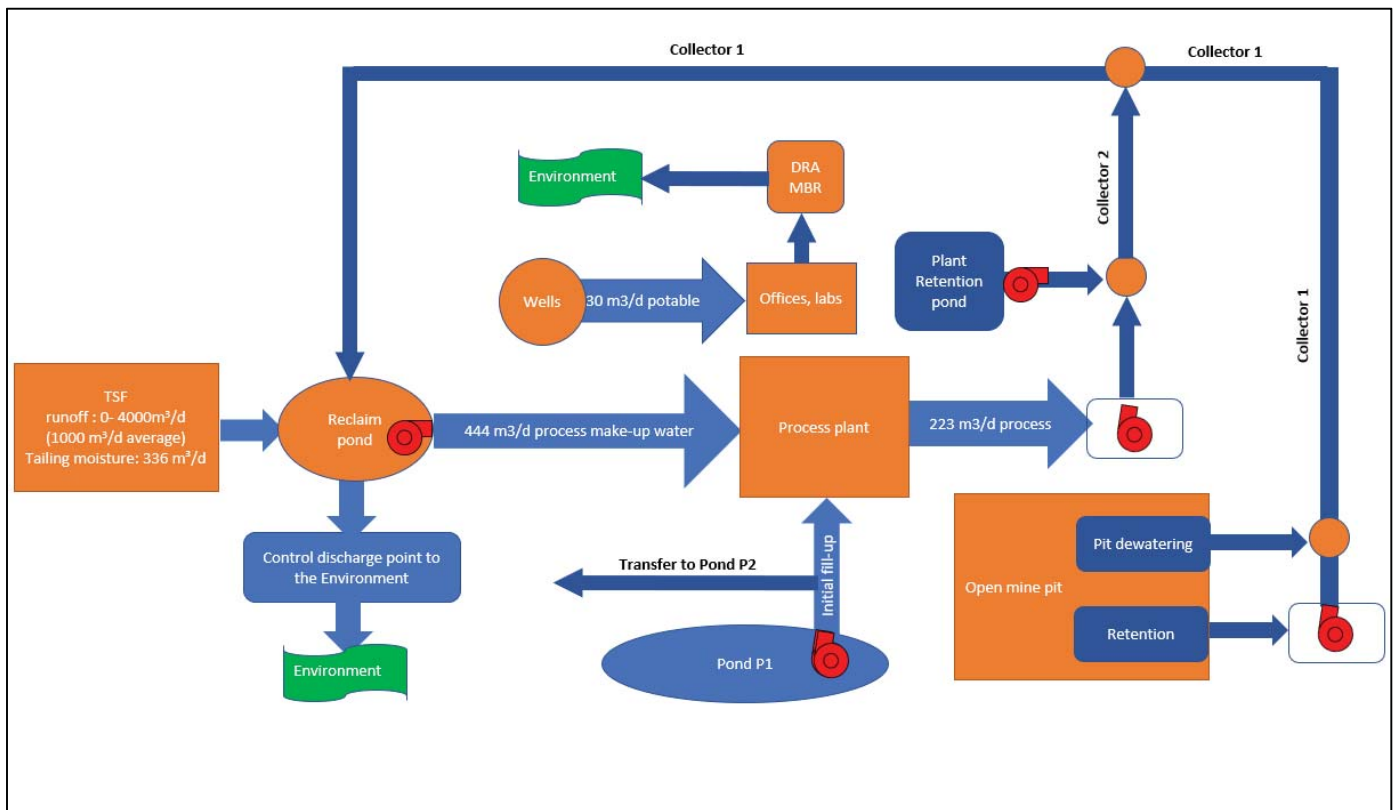 Collector 1
Collector 1
Environment
DRA
MBR
Collector 2
Plant
Retention
pond
Wells
30 m3/d potable
Offices, labs
Collector 1
TSF
runoff : 0- 4000m³/d
(1000 m³/d average)
Tailing moisture: 336 m³/d
Reclaim
pond
444 m3/d process make-up water
Process plant
223 m3/d process
Control discharge point to
the Environment
Transfer to Pond P2
Initial fill-up
Open mine pit
Pit dewatering
Retention
Environment
Pond P1